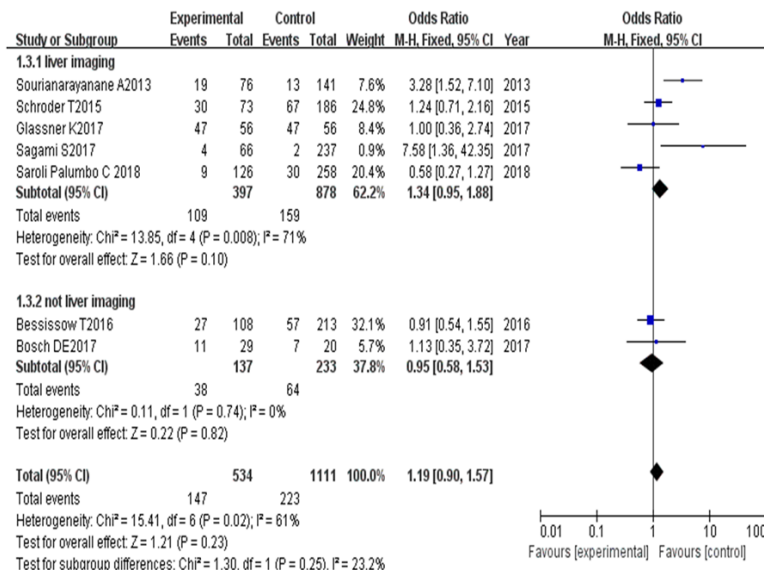 Experimental Control Odds Ratio Odds Ratio
Study or Subgroup Events Total Events Total Weight M-H, Fixed, 95% CI Year M-H, Fixed, 95% CI
1.3.1 liver imaging
Sourianarayanane A2013 19 76 13 141 7.6% 3.28 [1.52, 7.10] 2013
Schroder T2015 30 73 67 186 24.8% 1.24 [0.71, 2.16] 2015
Glassner K2017 47 56 47 56 8.4% 1.00 [0.36, 2.74] 2017
Sagami S2017 4 66 2 237 0.9% 7.58 [1.36, 42.35] 2017
Saroli Palumbo C 2018 9 126 30 258 20.4% 0.58 [0.27, 1.27] 2018
Subtotal (95% CI) 397 878 62.2% 1.34 [0.95, 1.88]
Total events 109 159
Heterogeneity: Chi² = 13.85, df = 4 (P = 0.008); I² = 71%
Test for overall effect: Z = 1.66 (P = 0.10)
1.3.2 not liver imaging
Bessissow T2016 27 108 57 213 32.1% 0.91 [0.54, 1.55] 2016
Bosch DE2017 11 29 7 20 5.7% 1.13 [0.35, 3.72] 2017
Subtotal (95% CI) 137 233 37.8% 0.95 [0.58, 1.53]
Total events 38 64
Heterogeneity: Chi² = 0.11, df = 1 (P = 0.74); I² = 0%
Test for overall effect: Z = 0.22 (P = 0.82)
Total (95% CI) 534 1111 100.0% 1.19 [0.90, 1.57]
Total events 147 223
Heterogeneity: Chi² = 15.41, df = 6 (P = 0.02); I² = 61%
Test for overall effect: Z = 1.21 (P = 0.23)
Test for subgroup differences: Chi² = 1.30, df = 1 (P = 0.25), I² = 23.2%
0.01 0.1 1 10 100
Favours [experimental] Favours [control]